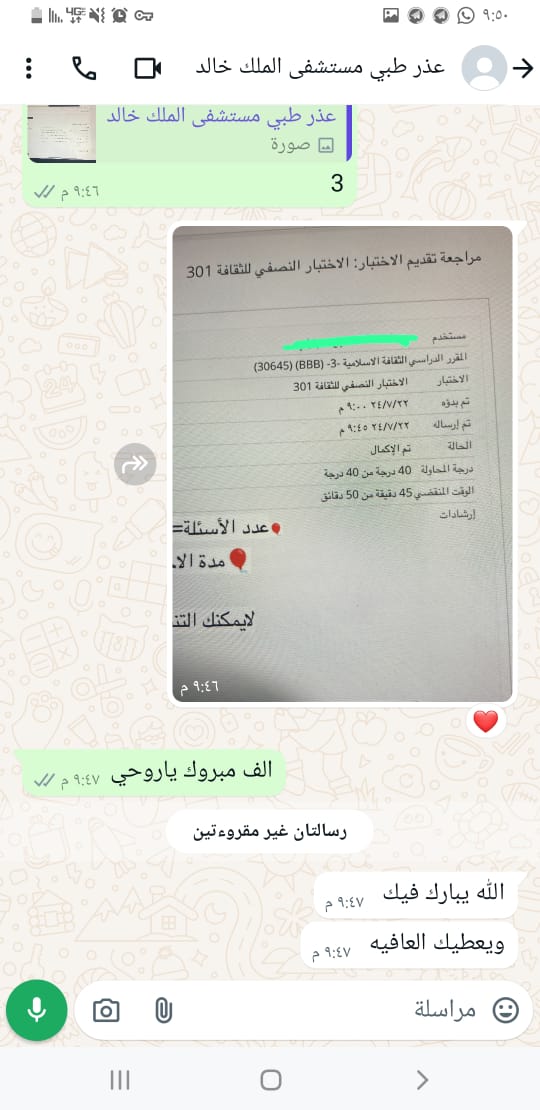 ٩:٥٠
4G
عذر طبي مستشفى الملك خالد
عذر طبي مستشفى الملك خالد
صورة
3
٩:٤٦ م
مراجعة تقديم الاختبار: الاختبار النصفي للثقافة 301
مستخدم
المقرر الدراسي الثقافة الاسلامية -3- (BBB) (30645)
الاختبار الاختبار النصفي للثقافة 301
تم بدؤه ٢٤/٧/٢٢ ٩:٠٠ م
تم إرساله ٢٤/٧/٢٢ ٩:٤٥ م
الحالة تم الإكمال
درجة المحاولة 40 درجة من 40 درجة
الوقت المنقضي 45 دقيقة من 50 دقائق
إرشادات
🎈عدد الأسئلة=
🎈مدة الا
لايمكنك التن
٩:٤٦ م
❤️
الف مبروك ياروحي
٩:٤٧ م
رسالتان غير مقروءتين
الله يبارك فيك
٩:٤٧ م
ويعطيك العافيه
٩:٤٧ م
مراسلة